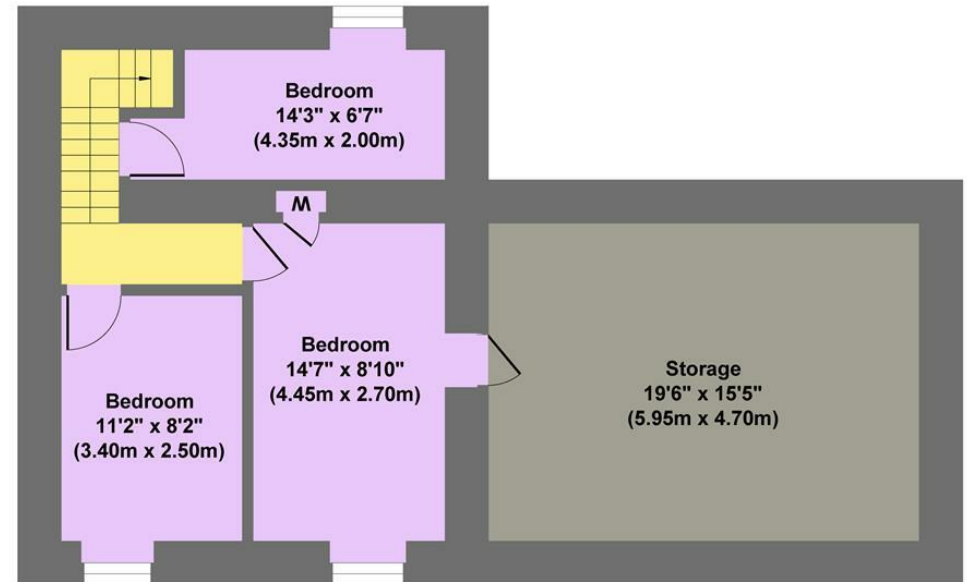 Bedroom
14'3" x 6'7"
(4.35m x 2.00m)
W
Bedroom
14'7" x 8'10"
(4.45m x 2.70m)
Bedroom
11'2" x 8'2"
(3.40m x 2.50m)
Storage
19'6" x 15'5"
(5.95m x 4.70m)